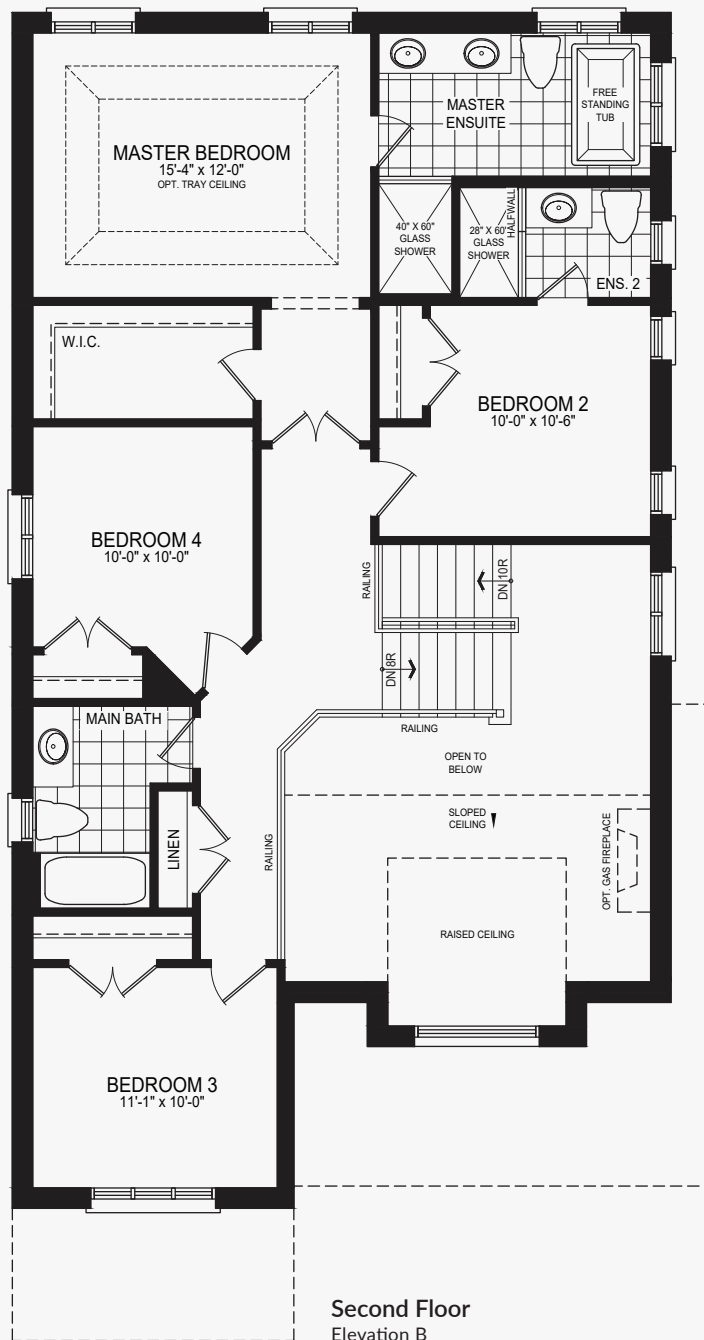 MASTER BEDROOM
15'-4" x 12'-0"
OPT. TRAY CEILING
MASTER
ENSUITE
FREE
STANDING
TUB
40" X 60"
GLASS
SHOWER
28" X 60"
GLASS
SHOWER
HALFWALL
ENS. 2
W.I.C.
BEDROOM 2
10'-0" x 10'-6"
BEDROOM 4
10'-0" x 10'-0"
RAILING
DN 10R
DN 8R
RAILING
MAIN BATH
OPEN TO
BELOW
SLOPED
CEILING
LINEN
RAILING
OPT. GAS FIREPLACE
RAISED CEILING
BEDROOM 3
11'-1" x 10'-0"
Second Floor
Elevation B